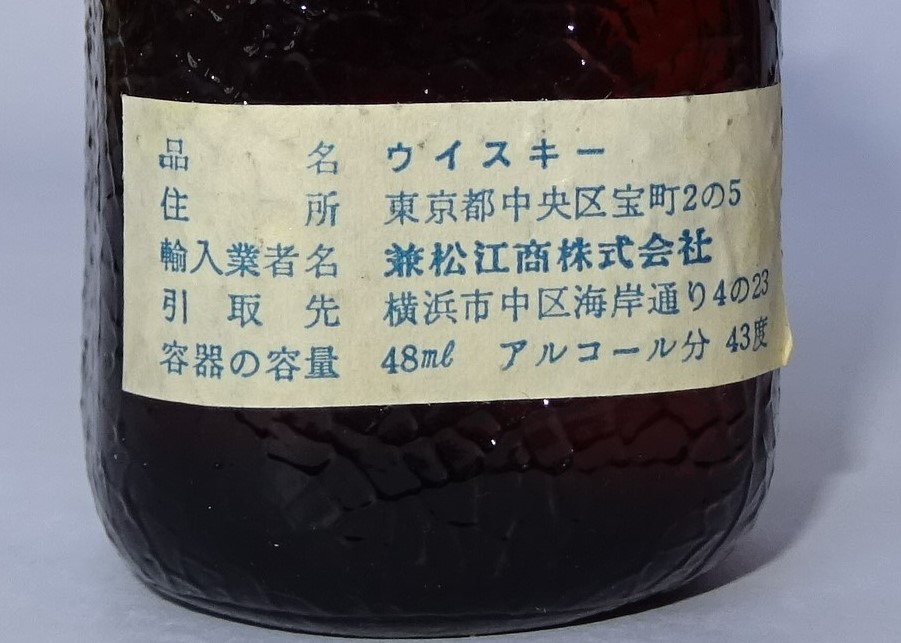 品名 ウイスキー
住所 東京都中央区宝町2の5
輸入業者名 兼松江商株式会社
引取先 横浜市中区海岸通り4の23
容器の容量 48ml アルコール分 43度